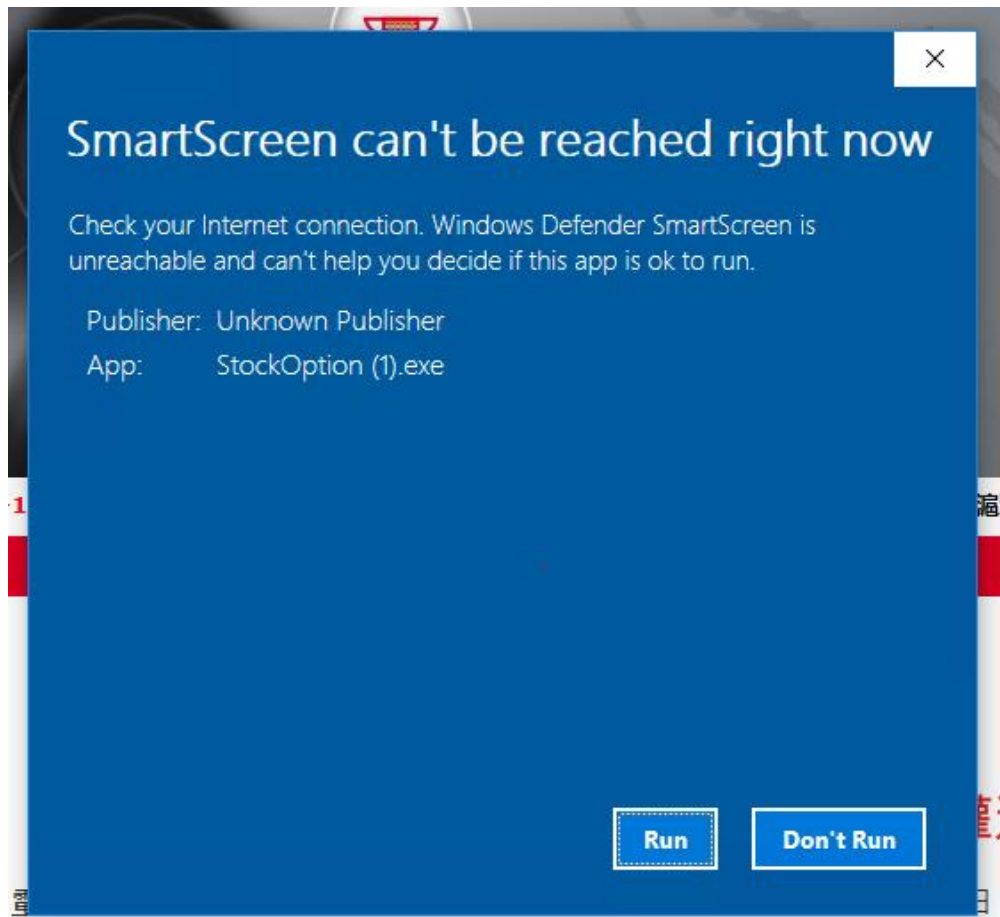 SmartScreen can't be reached right now
Check your Internet connection. Windows Defender SmartScreen is
unreachable and can't help you decide if this app is ok to run.
Publisher: Unknown Publisher
App: StockOption (1).exe
-1
Run
Don't Run